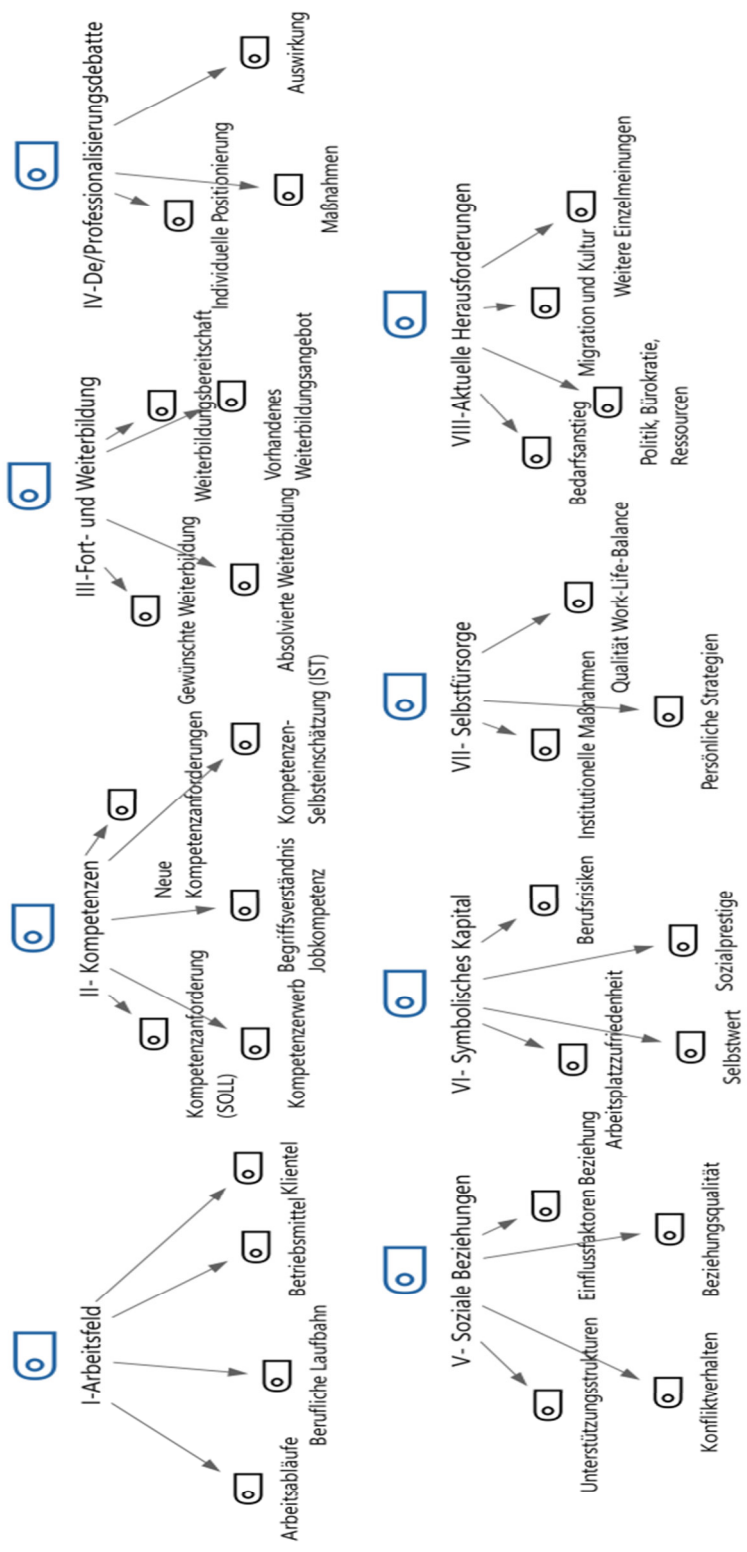 I-Arbeitsfeld
Arbeitsabläufe
Berufliche Laufbahn
Betriebsmittel
Klientel
II- Kompetenzen
Kompetenzanforderung
(SOLL)
Kompetenzerwerb
Begriffsverständnis
Jobkompetenz
Neue
Kompetenzanforderungen
Kompetenzen-
Selbsteinschätzung (IST)
III-Fort- und Weiterbildung
Gewünschte Weiterbildung
Absolvierte Weiterbildung
Vorhandenes
Weiterbildungsangebot
Weiterbildungsbereitschaft
IV-De/Professionalisierungsdebatte
Individuelle Positionierung
Maßnahmen
Auswirkung
V- Soziale Beziehungen
Unterstützungsstrukturen
Konfliktverhalten
Beziehungsqualität
Einflussfaktoren Beziehung
VI- Symbolisches Kapital
Arbeitsplatzzufriedenheit
Selbstwert
Sozialprestige
Berufsrisiken
VII- Selbstfürsorge
Institutionelle Maßnahmen
Persönliche Strategien
Qualität Work-Life-Balance
VIII-Aktuelle Herausforderungen
Bedarfsanstieg
Politik, Bürokratie,
Ressourcen
Migration und Kultur
Weitere Einzelmeinungen